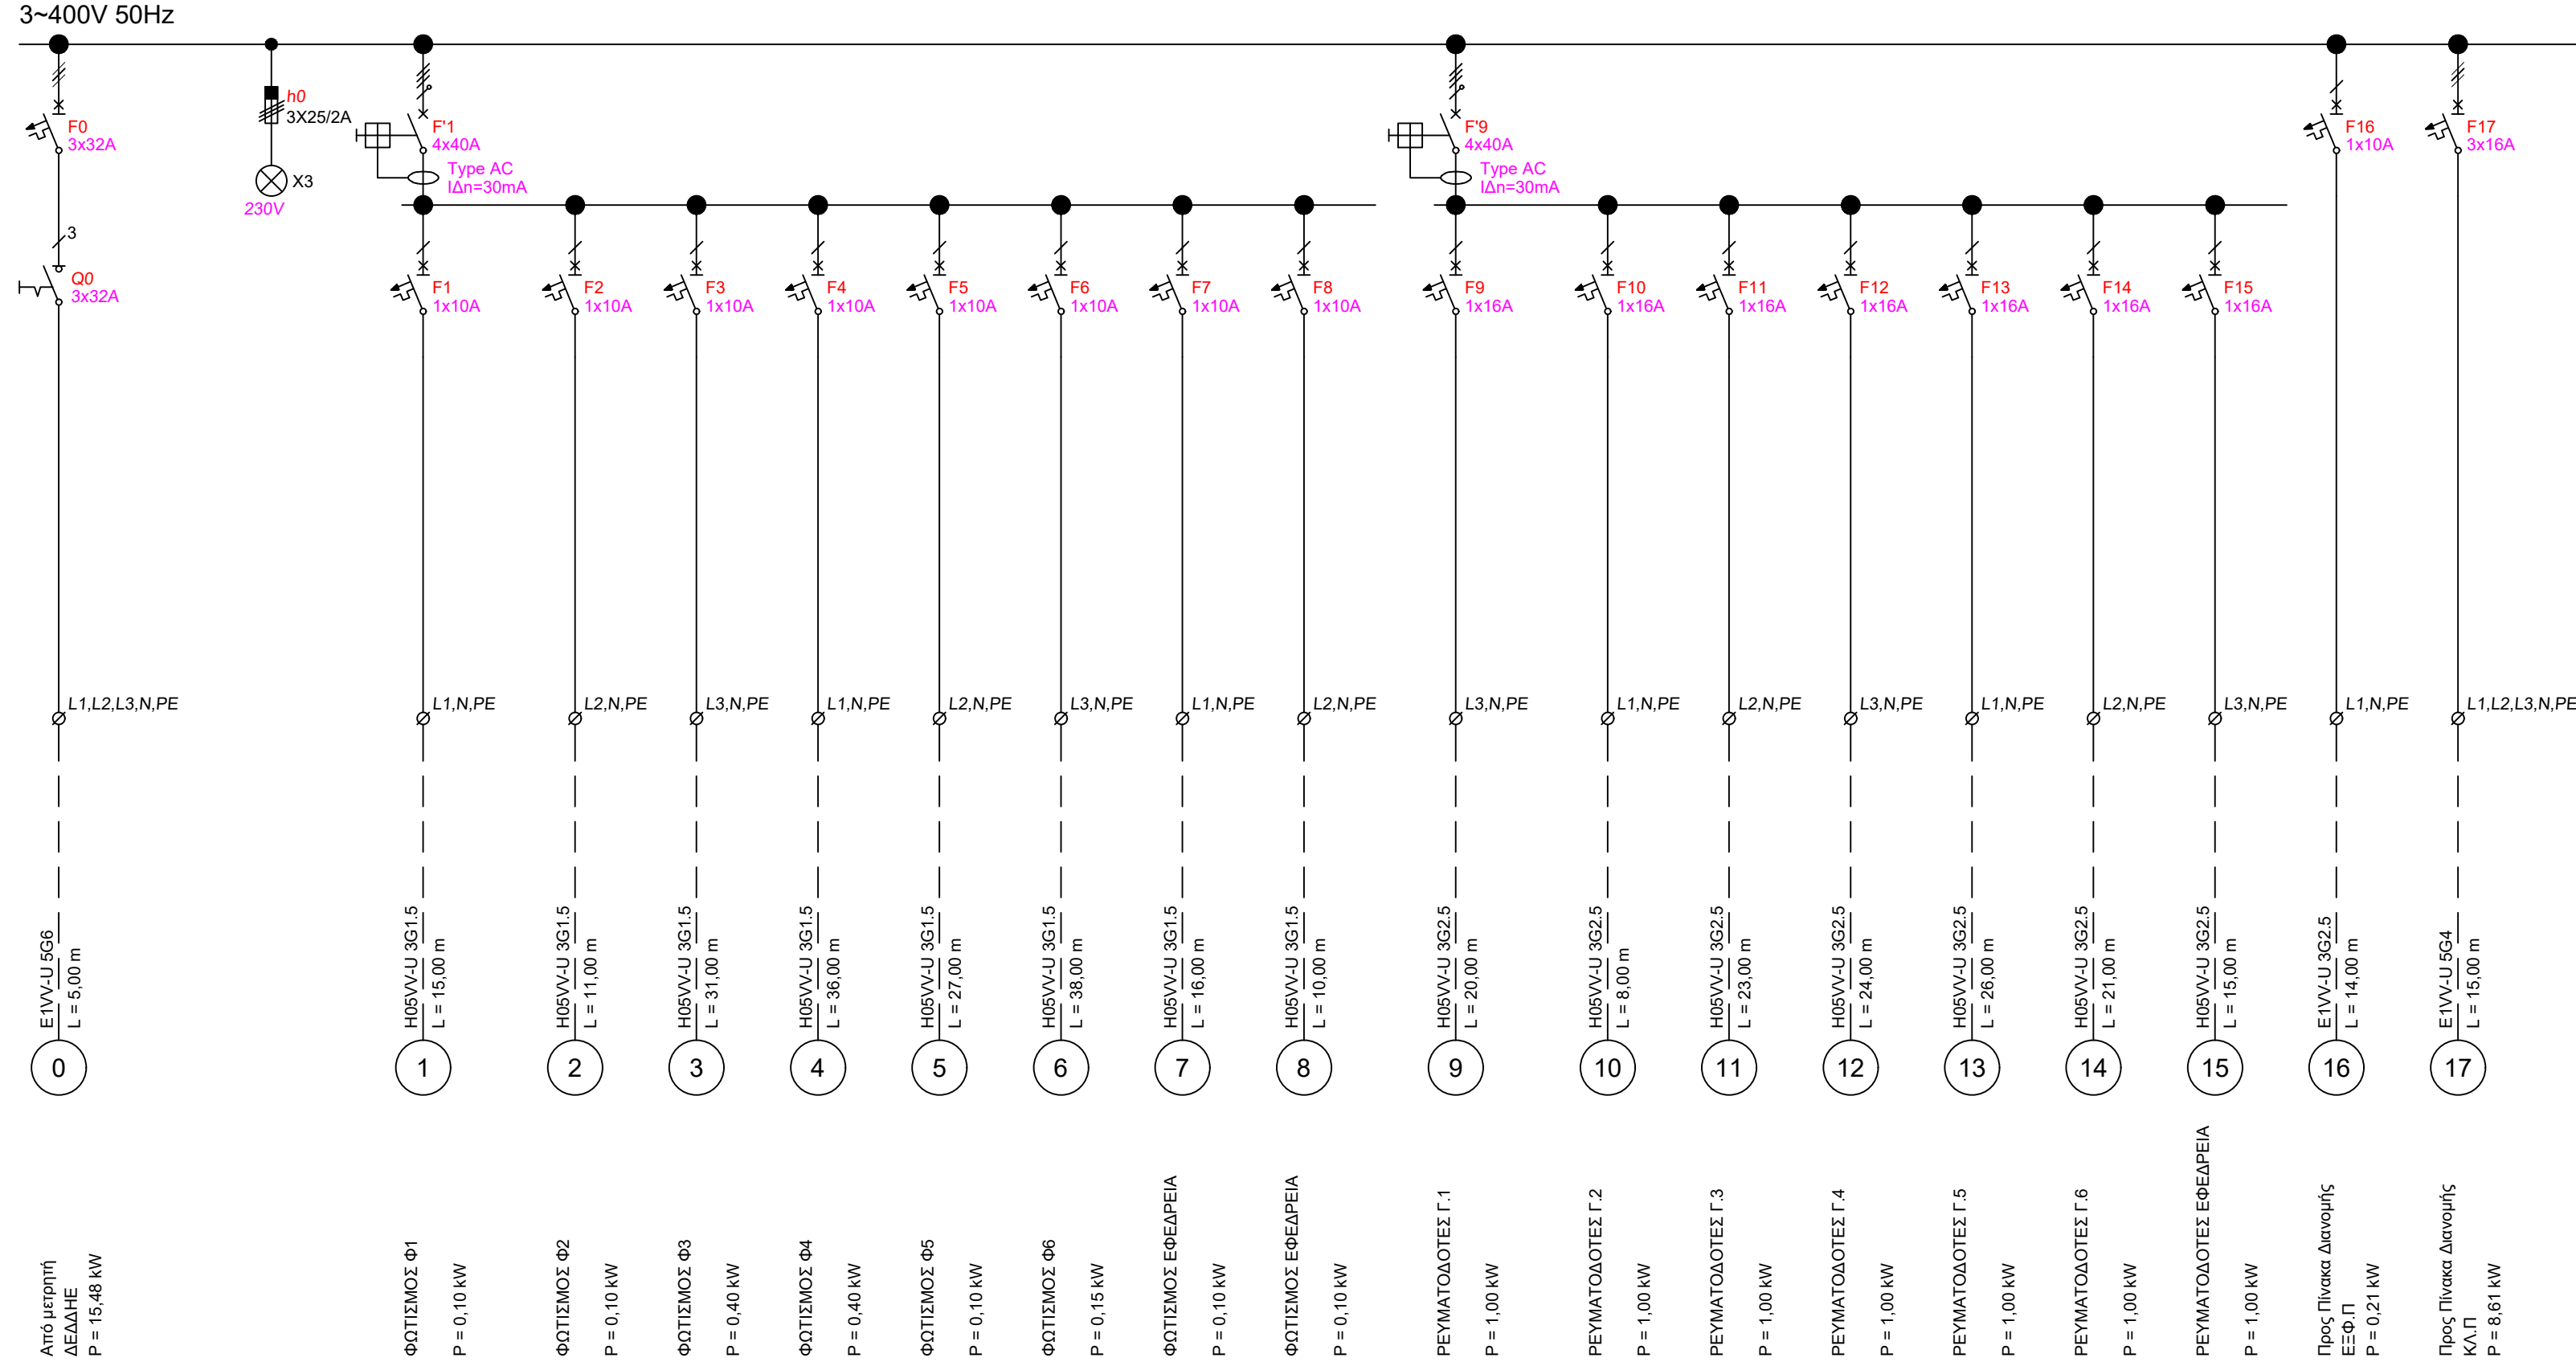 3~400V 50Hz
F0
3x32A
3
Q0
3x32A
h0
3X25/2A
X3
230V
F'1
4x40A
Type AC
IΔn=30mA
F'9
4x40A
Type AC
IΔn=30mA
F16
1x10A
F17
3x16A
F1
1x10A
F2
1x10A
F3
1x10A
F4
1x10A
F5
1x10A
F6
1x10A
F7
1x10A
F8
1x10A
F9
1x16A
F10
1x16A
F11
1x16A
F12
1x16A
F13
1x16A
F14
1x16A
F15
1x16A
L1,L2,L3,N,PE
L1,N,PE
L2,N,PE
L3,N,PE
L1,N,PE
L2,N,PE
L3,N,PE
L1,N,PE
L2,N,PE
L3,N,PE
L1,N,PE
L2,N,PE
L3,N,PE
L1,N,PE
L2,N,PE
L3,N,PE
L1,N,PE
L1,L2,L3,N,PE
E1VV-U 5G6
L = 5,00 m
H05VV-U 3G1.5
L = 15,00 m
H05VV-U 3G1.5
L = 11,00 m
H05VV-U 3G1.5
L = 31,00 m
H05VV-U 3G1.5
L = 36,00 m
H05VV-U 3G1.5
L = 27,00 m
H05VV-U 3G1.5
L = 38,00 m
H05VV-U 3G1.5
L = 16,00 m
H05VV-U 3G1.5
L = 10,00 m
H05VV-U 3G2.5
L = 20,00 m
H05VV-U 3G2.5
L = 8,00 m
H05VV-U 3G2.5
L = 23,00 m
H05VV-U 3G2.5
L = 24,00 m
H05VV-U 3G2.5
L = 26,00 m
H05VV-U 3G2.5
L = 21,00 m
H05VV-U 3G2.5
L = 15,00 m
E1VV-U 3G2.5
L = 14,00 m
E1VV-U 5G4
L = 15,00 m
0
1
2
3
4
5
6
7
8
9
10
11
12
13
14
15
16
17
Από μετρητή
ΔΕΔΔΗΕ
P = 15,48 kW
ΦΩΤΙΣΜΟΣ Φ1
P = 0,10 kW
ΦΩΤΙΣΜΟΣ Φ2
P = 0,10 kW
ΦΩΤΙΣΜΟΣ Φ3
P = 0,40 kW
ΦΩΤΙΣΜΟΣ Φ4
P = 0,40 kW
ΦΩΤΙΣΜΟΣ Φ5
P = 0,10 kW
ΦΩΤΙΣΜΟΣ Φ6
P = 0,15 kW
ΦΩΤΙΣΜΟΣ ΕΦΕΔΡΕΙΑ
P = 0,10 kW
ΦΩΤΙΣΜΟΣ ΕΦΕΔΡΕΙΑ
P = 0,10 kW
ΡΕΥΜΑΤΟΔΟΤΕΣ Γ.1
P = 1,00 kW
ΡΕΥΜΑΤΟΔΟΤΕΣ Γ.2
P = 1,00 kW
ΡΕΥΜΑΤΟΔΟΤΕΣ Γ.3
P = 1,00 kW
ΡΕΥΜΑΤΟΔΟΤΕΣ Γ.4
P = 1,00 kW
ΡΕΥΜΑΤΟΔΟΤΕΣ Γ.5
P = 1,00 kW
ΡΕΥΜΑΤΟΔΟΤΕΣ Γ.6
P = 1,00 kW
ΡΕΥΜΑΤΟΔΟΤΕΣ ΕΦΕΔΡΕΙΑ
P = 1,00 kW
Προς Πίνακα Διανομής
ΕΞΦ.Π
P = 0,21 kW
Προς Πίνακα Διανομής
ΚΛ.Π
P = 8,61 kW